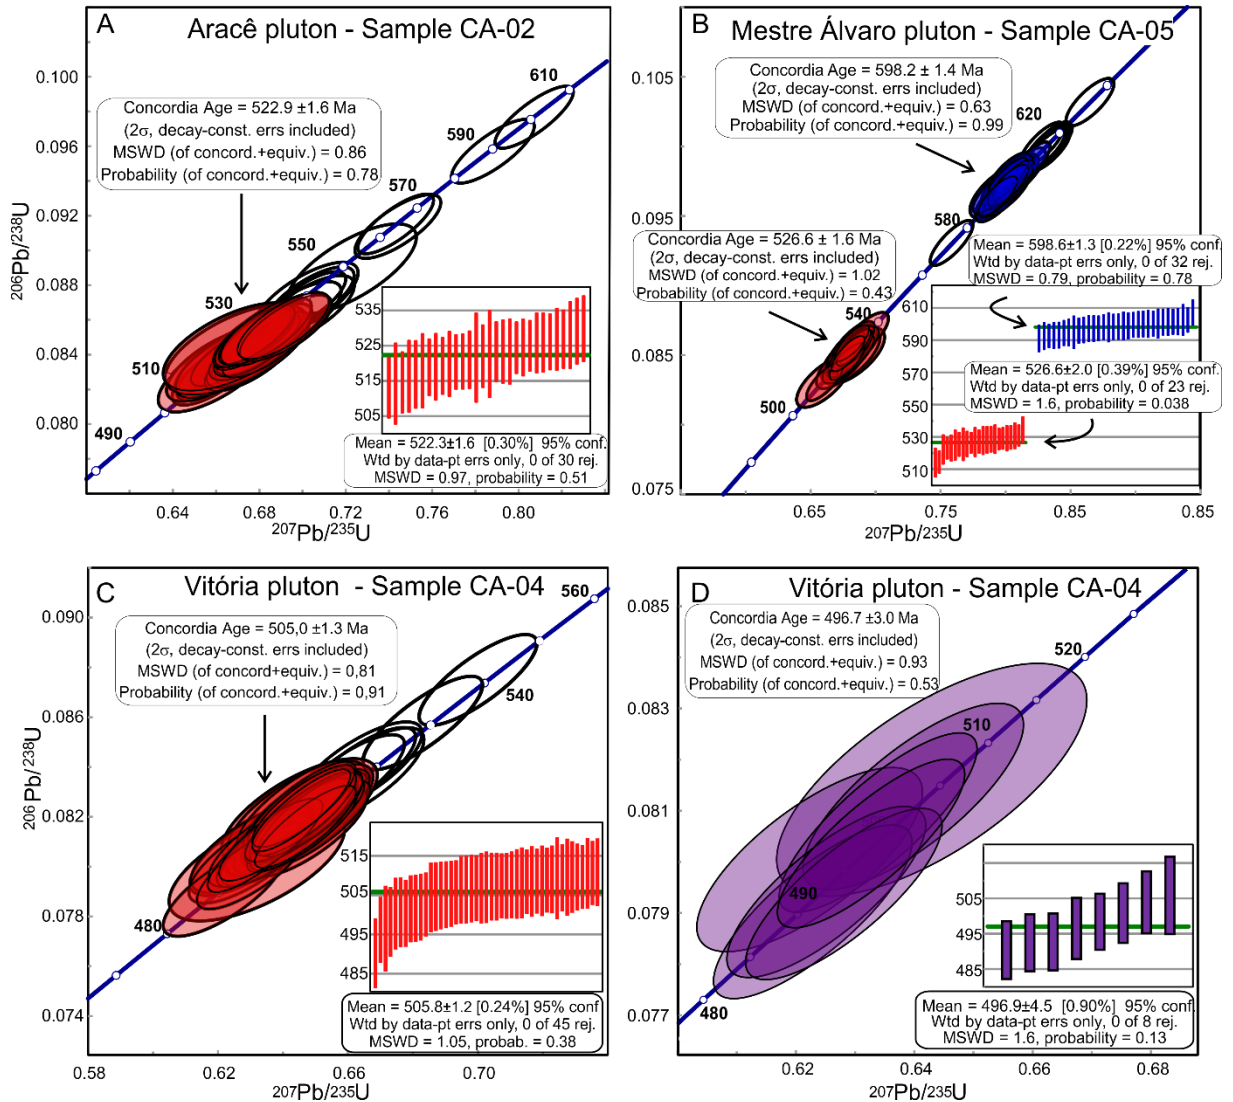 A
Aracê pluton - Sample CA-02
Concordia Age = 522.9 ±1.6 Ma
(2σ, decay-const. errs included)
MSWD (of concord.+equiv.) = 0.86
Probability (of concord.+equiv.) = 0.78
0.100
0.096
0.092
0.088
0.084
0.080
206Pb/238U
610
590
570
550
530
510
490
535
525
515
505
Mean = 522.3±1.6 [0.30%] 95% conf.
Wtd by data-pt errs only, 0 of 30 rej.
MSWD = 0.97, probability = 0.51
0.64
0.68
0.72
0.76
0.80
207Pb/235U
B
Mestre Álvaro pluton - Sample CA-05
Concordia Age = 598.2 ± 1.4 Ma
(2σ, decay-const. errs included)
MSWD (of concord.+equiv.) = 0.63
Probability (of concord.+equiv.) = 0.99
0.105
0.095
0.085
0.075
620
580
540
500
Concordia Age = 526.6 ± 1.6 Ma
(2σ, decay-const. errs included)
MSWD (of concord.+equiv.) = 1.02
Probability (of concord.+equiv.) = 0.43
Mean = 598.6±1.3 [0.22%] 95% conf.
Wtd by data-pt errs only, 0 of 32 rej.
MSWD = 0.79, probability = 0.78
610
590
570
550
530
510
Mean = 526.6±2.0 [0.39%] 95% conf.
Wtd by data-pt errs only, 0 of 23 rej.
MSWD = 1.6, probability = 0.038
0.65
0.75
0.85
0.85
207Pb/235U
C
Vitória pluton - Sample CA-04
Concordia Age = 505,0 ±1.3 Ma
(2σ, decay-const. errs included)
MSWD (of concord+equiv.) = 0,81
Probability (of concord.+equiv.) = 0,91
0.090
0.086
0.082
0.078
0.074
206Pb/238U
560
540
480
515
505
495
485
Mean = 505.8±1.2 [0.24%] 95% conf
Wtd by data-pt errs only, 0 of 45 rej.
MSWD = 1.05, probab. = 0.38
0.58
0.62
0.66
0.70
207Pb/235U
D
Vitória pluton - Sample CA-04
Concordia Age = 496.7 ±3.0 Ma
(2σ, decay-const. errs included)
MSWD (of concord.+equiv.) = 0.93
Probability (of concord.+equiv.) = 0.53
0.085
0.083
0.081
0.079
0.077
520
510
490
480
505
495
485
Mean = 496.9±4.5 [0.90%] 95% conf.
Wtd by data-pt errs only, 0 of 8 rej.
MSWD = 1.6, probability = 0.13
0.62
0.64
0.66
0.68
207Pb/235U